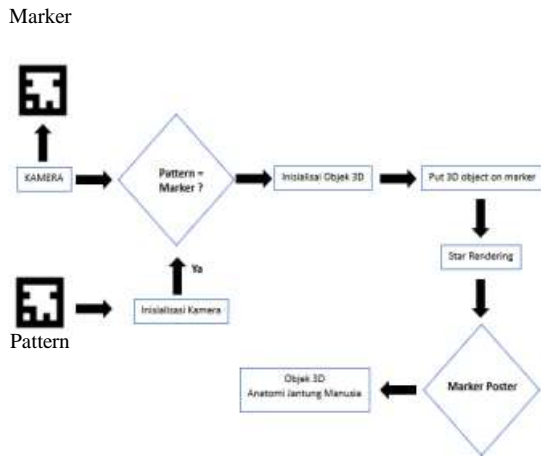 Marker
KAMERA
Pattern =
Marker ?
Inisialisai Objek 3D
Put 3D object on marker
Ya
Star Rendering
Inisialisasi Kamera
Pattern
Objek 3D
Anatomi Jantung Manusia
Marker Poster